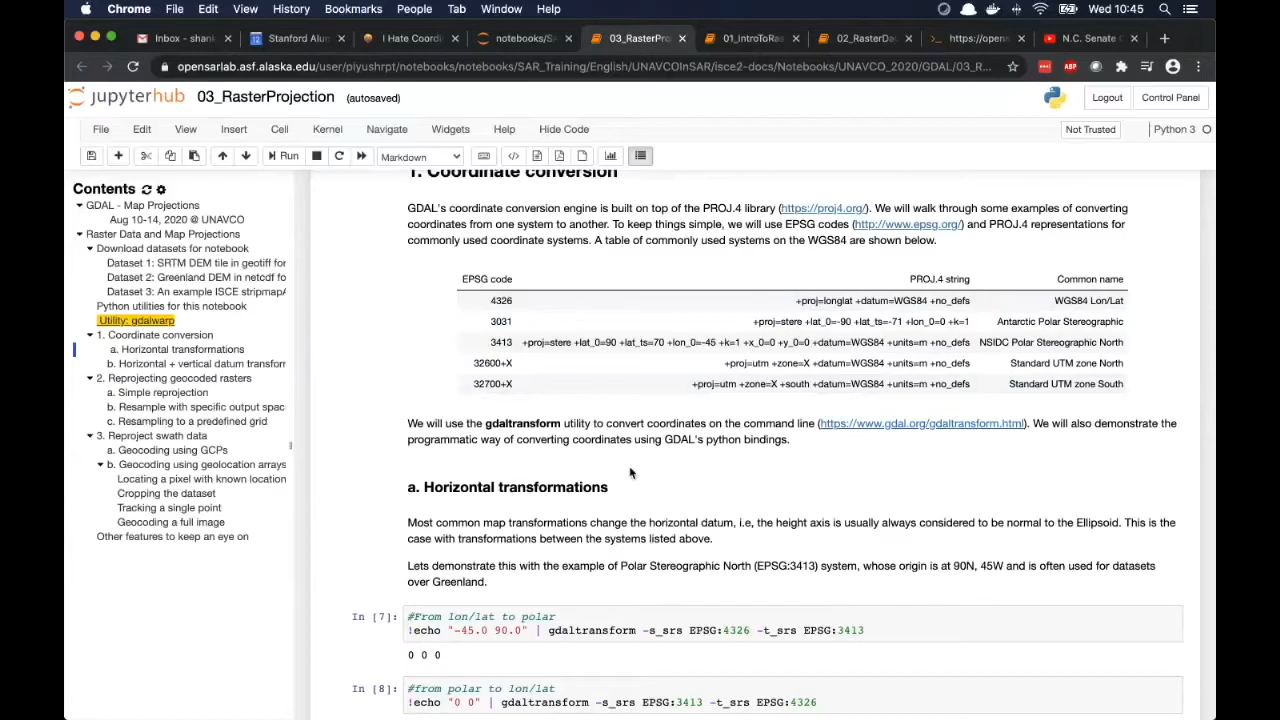 Chrome File Edit View History Bookmarks People Tab Window Help Wed 10:45
Inbox - shank × Stanford Alun × I Hate Coordi × notebooks/SA × 03_RasterPro × 01_IntroToRas × 02_RasterDa × https://opens × N.C. Senate C × +
opensarlab.asf.alaska.edu/user/piyushrpt/notebooks/notebooks/SAR_Training/English/UNAVCOInSAR/isce2-docs/Notebooks/UNAVCO_2020/GDAL/03_R... ABP
jupyterhub 03_RasterProjection (autosaved) Logout Control Panel
File Edit View Insert Cell Kernel Navigate Widgets Help Hide Code Not Trusted Python 3
Run Markdown
Contents
GDAL - Map Projections
Aug 10-14, 2020 @ UNAVCO
Raster Data and Map Projections
Download datasets for notebook
Dataset 1: SRTM DEM tile in geotiff for
Dataset 2: Greenland DEM in netcdf fo
Dataset 3: An example ISCE stripmapA
Python utilities for this notebook
Utility: gdalwarp
1. Coordinate conversion
a. Horizontal transformations
b. Horizontal + vertical datum transforn
2. Reprojecting geocoded rasters
a. Simple reprojection
b. Resample with specific output spac
c. Resampling to a predefined grid
3. Reproject swath data
a. Geocoding using GCPs
b. Geocoding using geolocation arrays
Locating a pixel with known location
Cropping the dataset
Tracking a single point
Geocoding a full image
Other features to keep an eye on
1. Coordinate conversion
GDAL's coordinate conversion engine is built on top of the PROJ.4 library (https://proj4.org/). We will walk through some examples of converting
coordinates from one system to another. To keep things simple, we will use EPSG codes (http://www.epsg.org/) and PROJ.4 representations for
commonly used coordinate systems. A table of commonly used systems on the WGS84 are shown below.
EPSG code PROJ.4 string Common name
4326 +proj=longlat +datum=WGS84 +no_defs WGS84 Lon/Lat
3031 +proj=stere +lat_0=-90 +lat_ts=-71 +lon_0=0 +k=1 Antarctic Polar Stereographic
3413 +proj=stere +lat_0=90 +lat_ts=70 +lon_0=-45 +k=1 +x_0=0 +y_0=0 +datum=WGS84 +units=m +no_defs NSIDC Polar Stereographic North
32600+X +proj=utm +zone=X +datum=WGS84 +units=m +no_defs Standard UTM zone North
32700+X +proj=utm +zone=X +south +datum=WGS84 +units=m +no_defs Standard UTM zone South
We will use the gdaltransform utility to convert coordinates on the command line (https://www.gdal.org/gdaltransform.html). We will also demonstrate the
programmatic way of converting coordinates using GDAL's python bindings.
a. Horizontal transformations
Most common map transformations change the horizontal datum, i.e, the height axis is usually always considered to be normal to the Ellipsoid. This is the
case with transformations between the systems listed above.
Lets demonstrate this with the example of Polar Stereographic North (EPSG:3413) system, whose origin is at 90N, 45W and is often used for datasets
over Greenland.
In [7]: #From lon/lat to polar
!echo "-45.0 90.0" | gdaltransform -s_srs EPSG:4326 -t_srs EPSG:3413
0 0 0
In [8]: #from polar to lon/lat
!echo "0 0" | gdaltransform -s_srs EPSG:3413 -t_srs EPSG:4326